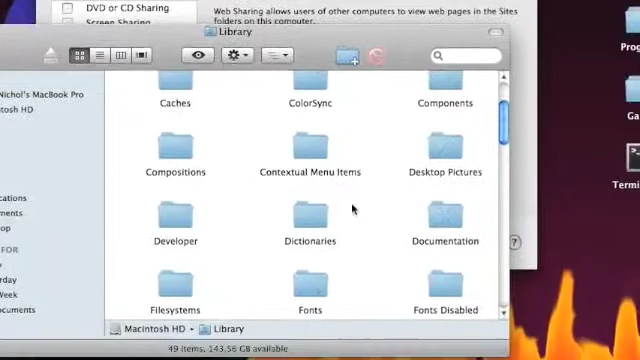 DVD or CD Sharing
Screen Sharing
Web Sharing allows users of other computers to view web pages in the Sites
folders on this computer.
Library
Nichol's MacBook Pro
intosh HD
Caches
ColorSync
Components
Compositions
Contextual Menu Items
Desktop Pictures
Developer
Dictionaries
Documentation
Filesystems
Fonts
Fonts Disabled
cations
ments
op
FOR
rday
Week
ocuments
Macintosh HD
Library
49 items, 143.56 GB available
?
Prog
Ga
Termin